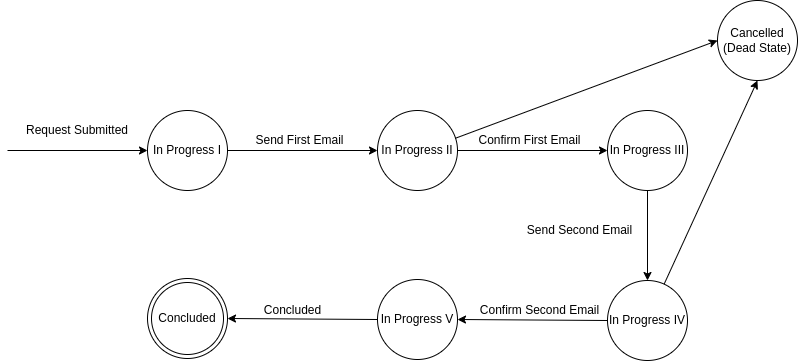 Cancelled
(Dead State)
Request Submitted
In Progress I
Send First Email
In Progress II
Confirm First Email
In Progress III
Send Second Email
Concluded
Concluded
In Progress V
Confirm Second Email
In Progress IV